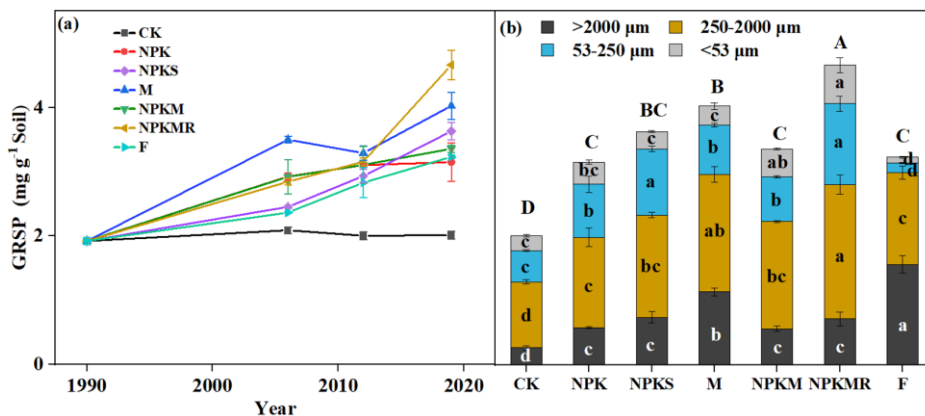 (a)
CK
NPK
NPKS
M
NPKM
NPKMR
F
GRSP (mg g-1 Soil)
4
2
0
1990
2000
2010
2020
Year
(b)
>2000 µm
250-2000 µm
53-250 µm
<53 µm
D
C
BC
B
C
A
C
c
bc
c
c
ab
a
d
c
b
a
b
b
a
d
d
c
bc
ab
bc
a
c
d
c
c
b
c
c
a
CK
NPK
NPKS
M
NPKM
NPKMR
F